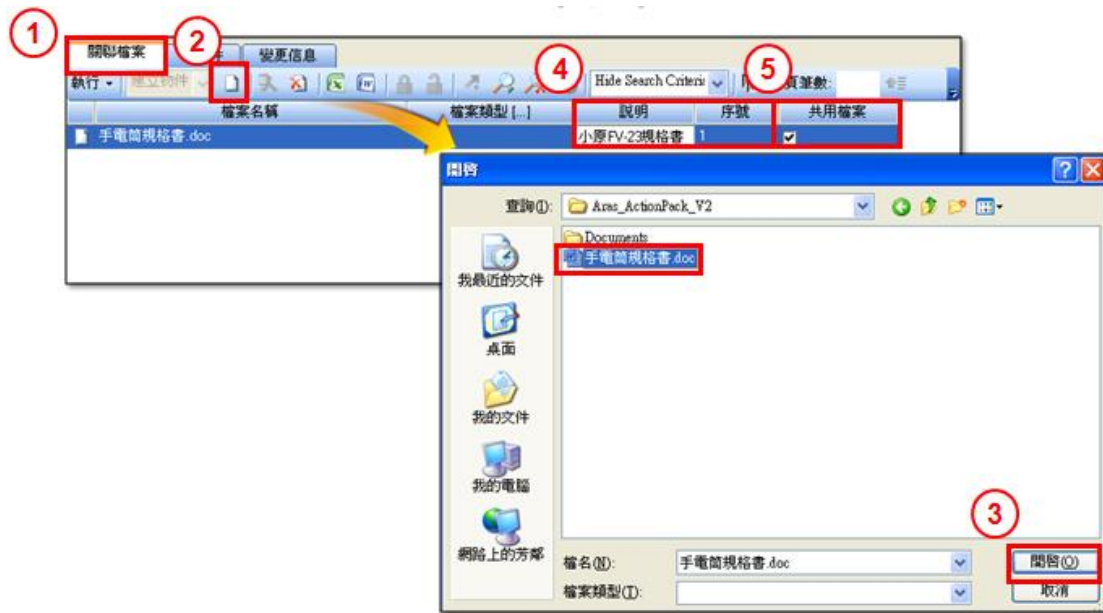 1
2
關聯檔案
變更信息
4
5
執行
建立物件
Hide Search Criteria
頁筆數:
檔案名稱
檔案類型 [...]
說明
序號
共用檔案
手電筒規格書.doc
小原FV-23規格書
1
開啓
查詢(I):
Aras_ActionPack_V2
Documents
手電筒規格書.doc
我最近的文件
桌面
我的文件
我的電腦
網路上的芳鄰
3
檔名(N):
手電筒規格書.doc
開啓(O)
檔案類型(T):
取消